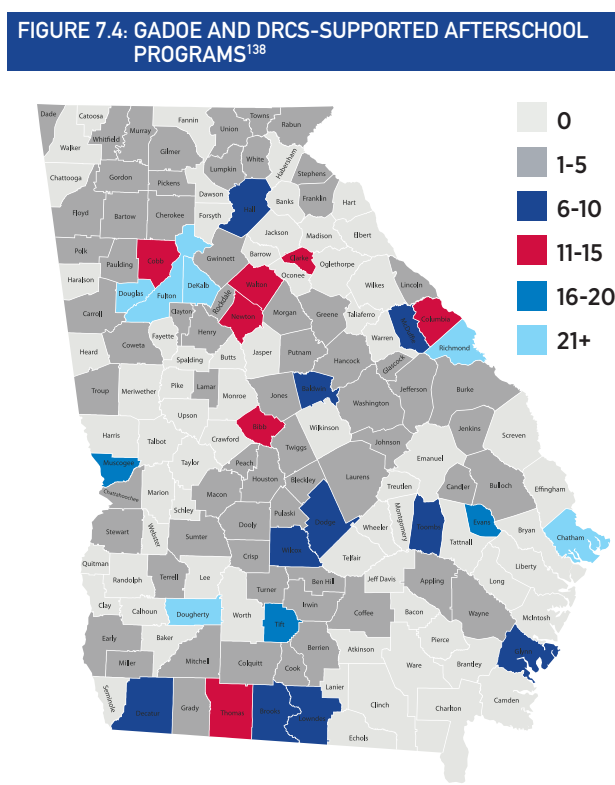 FIGURE 7.4: GADOE AND DRCS-SUPPORTED AFTERSCHOOL
PROGRAMS138
0
1-5
6-10
11-15
16-20
21+
Dade
Catoosa
Fannin
Towns
Rabun
Union
Murray
Whitfield
Walker
Gilmer
Habersham
White
Lumpkin
Stephens
Chattooga
Gordon
Pickens
Dawson
Banks
Franklin
Hart
Hall
Floyd
Bartow
Cherokee
Forsyth
Jackson
Madison
Elbert
Polk
Paulding
Cobb
Gwinnett
Barrow
Clarke
Oconee
Oglethorpe
Haralson
Douglas
Fulton
DeKalb
Walton
Wilkes
Lincoln
Carroll
Clayton
Rockdale
Newton
Morgan
Greene
Taliaferro
McDuffie
Columbia
Richmond
Fayette
Henry
Warren
Heard
Coweta
Spalding
Butts
Jasper
Putnam
Hancock
Glascock
Troup
Meriwether
Pike
Lamar
Monroe
Jones
Baldwin
Washington
Jefferson
Burke
Upson
Bibb
Wilkinson
Jenkins
Screven
Harris
Talbot
Crawford
Twiggs
Johnson
Emanuel
Muscogee
Taylor
Peach
Houston
Bleckley
Laurens
Treutlen
Candler
Bulloch
Effingham
Chattahoochee
Marion
Macon
Schley
Pulaski
Dodge
Wheeler
Montgomery
Toombs
Evans
Tattnall
Bryan
Chatham
Stewart
Webster
Sumter
Dooly
Wilcox
Telfair
Liberty
Quitman
Crisp
Randolph
Terrell
Lee
Turner
Ben Hill
Jeff Davis
Appling
Long
Clay
Calhoun
Dougherty
Worth
Tift
Irwin
Coffee
Bacon
Wayne
McIntosh
Early
Baker
Berrien
Atkinson
Pierce
Glynn
Miller
Mitchell
Colquitt
Cook
Ware
Brantley
Seminole
Decatur
Grady
Thomas
Brooks
Lowndes
Lanier
Clinch
Charlton
Camden
Echols